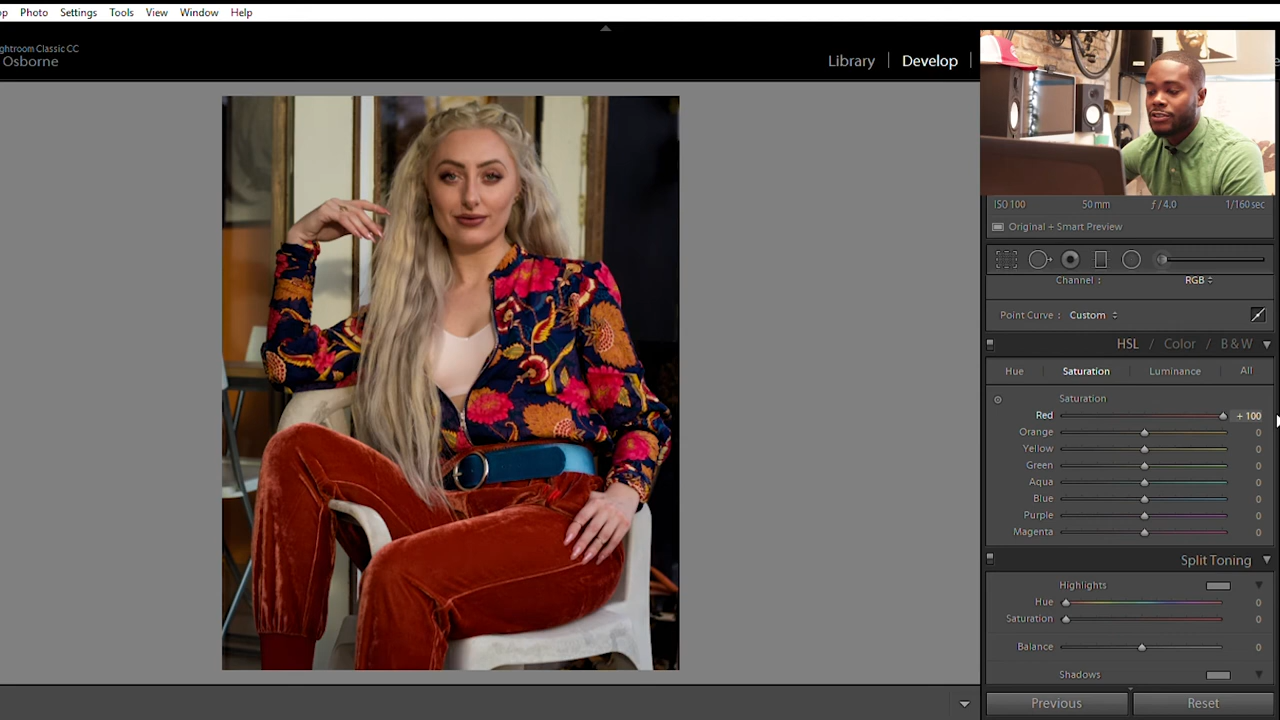 op Photo Settings Tools View Window Help
ghtroom Classic CC
Osborne
Library Develop
ISO 100 50 mm ƒ / 4.0 1/160 sec
Original + Smart Preview
Channel : RGB
Point Curve : Custom
HSL / Color / B & W
Hue Saturation Luminance All
Saturation
Red + 100
Orange 0
Yellow 0
Green 0
Aqua 0
Blue 0
Purple 0
Magenta 0
Split Toning
Highlights
Hue 0
Saturation 0
Balance 0
Shadows
Previous Reset